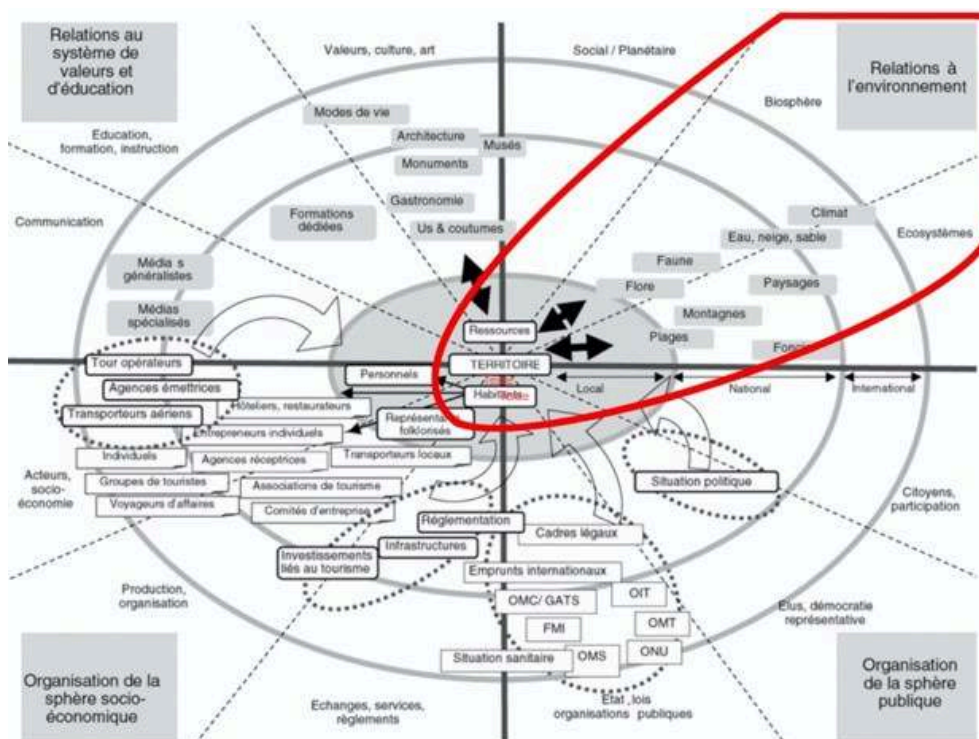 Relations au
système de
valeurs et
d'éducation
Valeurs, culture, art
Social / Planétaire
Relations à
l'environnement
Biosphère
Modes de vie
Education,
formation, instruction
Architecture
Musés
Monuments
Gastronomie
Formations
dédiées
Us & coutumes
Communication
Climat
Eau, neige, sable
Ecosystèmes
Faune
Média s
généralistes
Flore
Paysages
Médias
spécialisés
Montagnes
Ressources
Plages
Tour opérateurs
TERRITOIRE
Personnels
Agences émettrices
Habitants
Local
National
International
Hôteliers, restaurateurs
Transporteurs aériens
folklorisés
Entrepreneurs individuels
Individuels
Agences réceptrices
Transporteurs locaux
Acteurs,
socio-
économie
Groupes de touristes
Associations de tourisme
Situation politique
Voyageurs d'affaires
Comités d'entreprise
Citoyens,
participation
Réglementation
Cadres légaux
Infrastructures
Investissements
liés au tourisme
Emprunts internationaux
Production,
organisation
OMC/ GATS
OIT
Elus, démocratie
représentative
FMI
OMT
Situation sanitaire
OMS
ONU
Organisation de la
sphère socio-
économique
Echanges, services,
règlements
Etat ,lois
organisations publiques
Organisation
de la sphère
publique